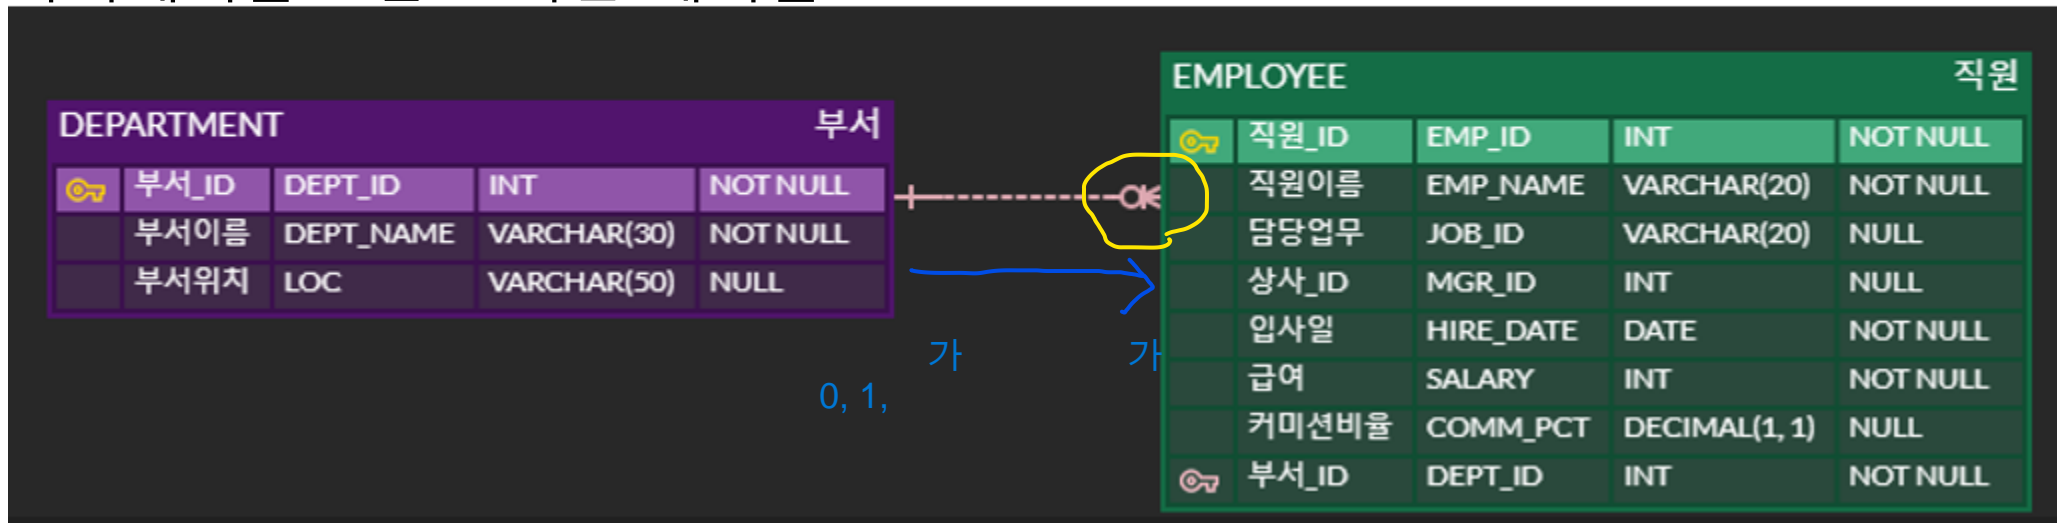 DEPARTMENT 부서
부서_ID DEPT_ID INT NOT NULL
부서이름 DEPT_NAME VARCHAR(30) NOT NULL
부서위치 LOC VARCHAR(50) NULL
EMPLOYEE 직원
직원_ID EMP_ID INT NOT NULL
직원이름 EMP_NAME VARCHAR(20) NOT NULL
담당업무 JOB_ID VARCHAR(20) NULL
상사_ID MGR_ID INT NULL
입사일 HIRE_DATE DATE NOT NULL
급여 SALARY INT NOT NULL
커미션비율 COMM_PCT DECIMAL(1, 1) NULL
부서_ID DEPT_ID INT NOT NULL
가 가
0, 1,